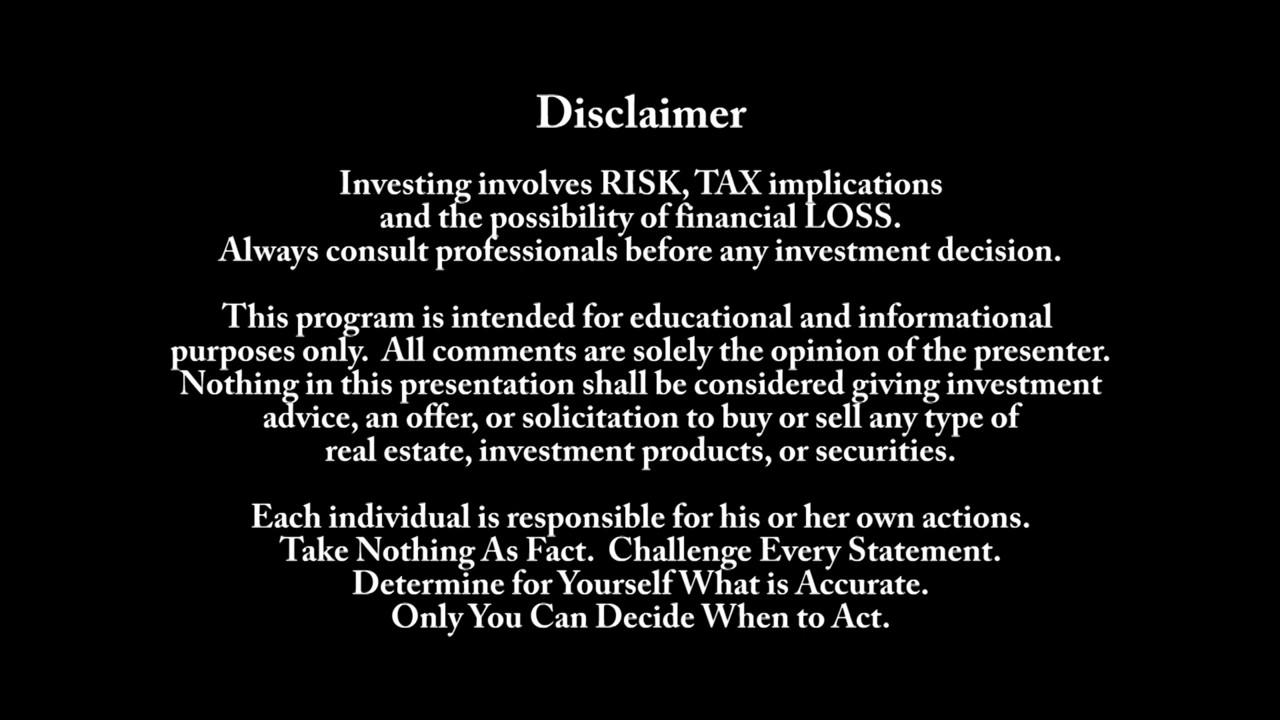 Disclaimer
Investing involves RISK, TAX implications
and the possibility of financial LOSS.
Always consult professionals before any investment decision.
This program is intended for educational and informational
purposes only.  All comments are solely the opinion of the presenter.
Nothing in this presentation shall be considered giving investment
advice, an offer, or solicitation to buy or sell any type of
real estate, investment products, or securities.
Each individual is responsible for his or her own actions.
Take Nothing As Fact.  Challenge Every Statement.
Determine for Yourself What is Accurate.
Only You Can Decide When to Act.